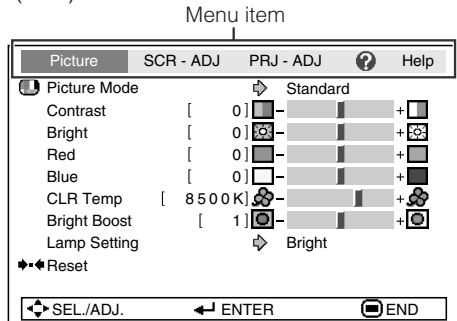 Menu item
Picture SCR - ADJ PRJ - ADJ ? Help
Picture Mode Standard
Contrast [ 0] - +
Bright [ 0] - +
Red [ 0] - +
Blue [ 0] - +
CLR Temp [ 8500K] - +
Bright Boost [ 1] - +
Lamp Setting Bright
Reset
SEL./ADJ. ENTER END